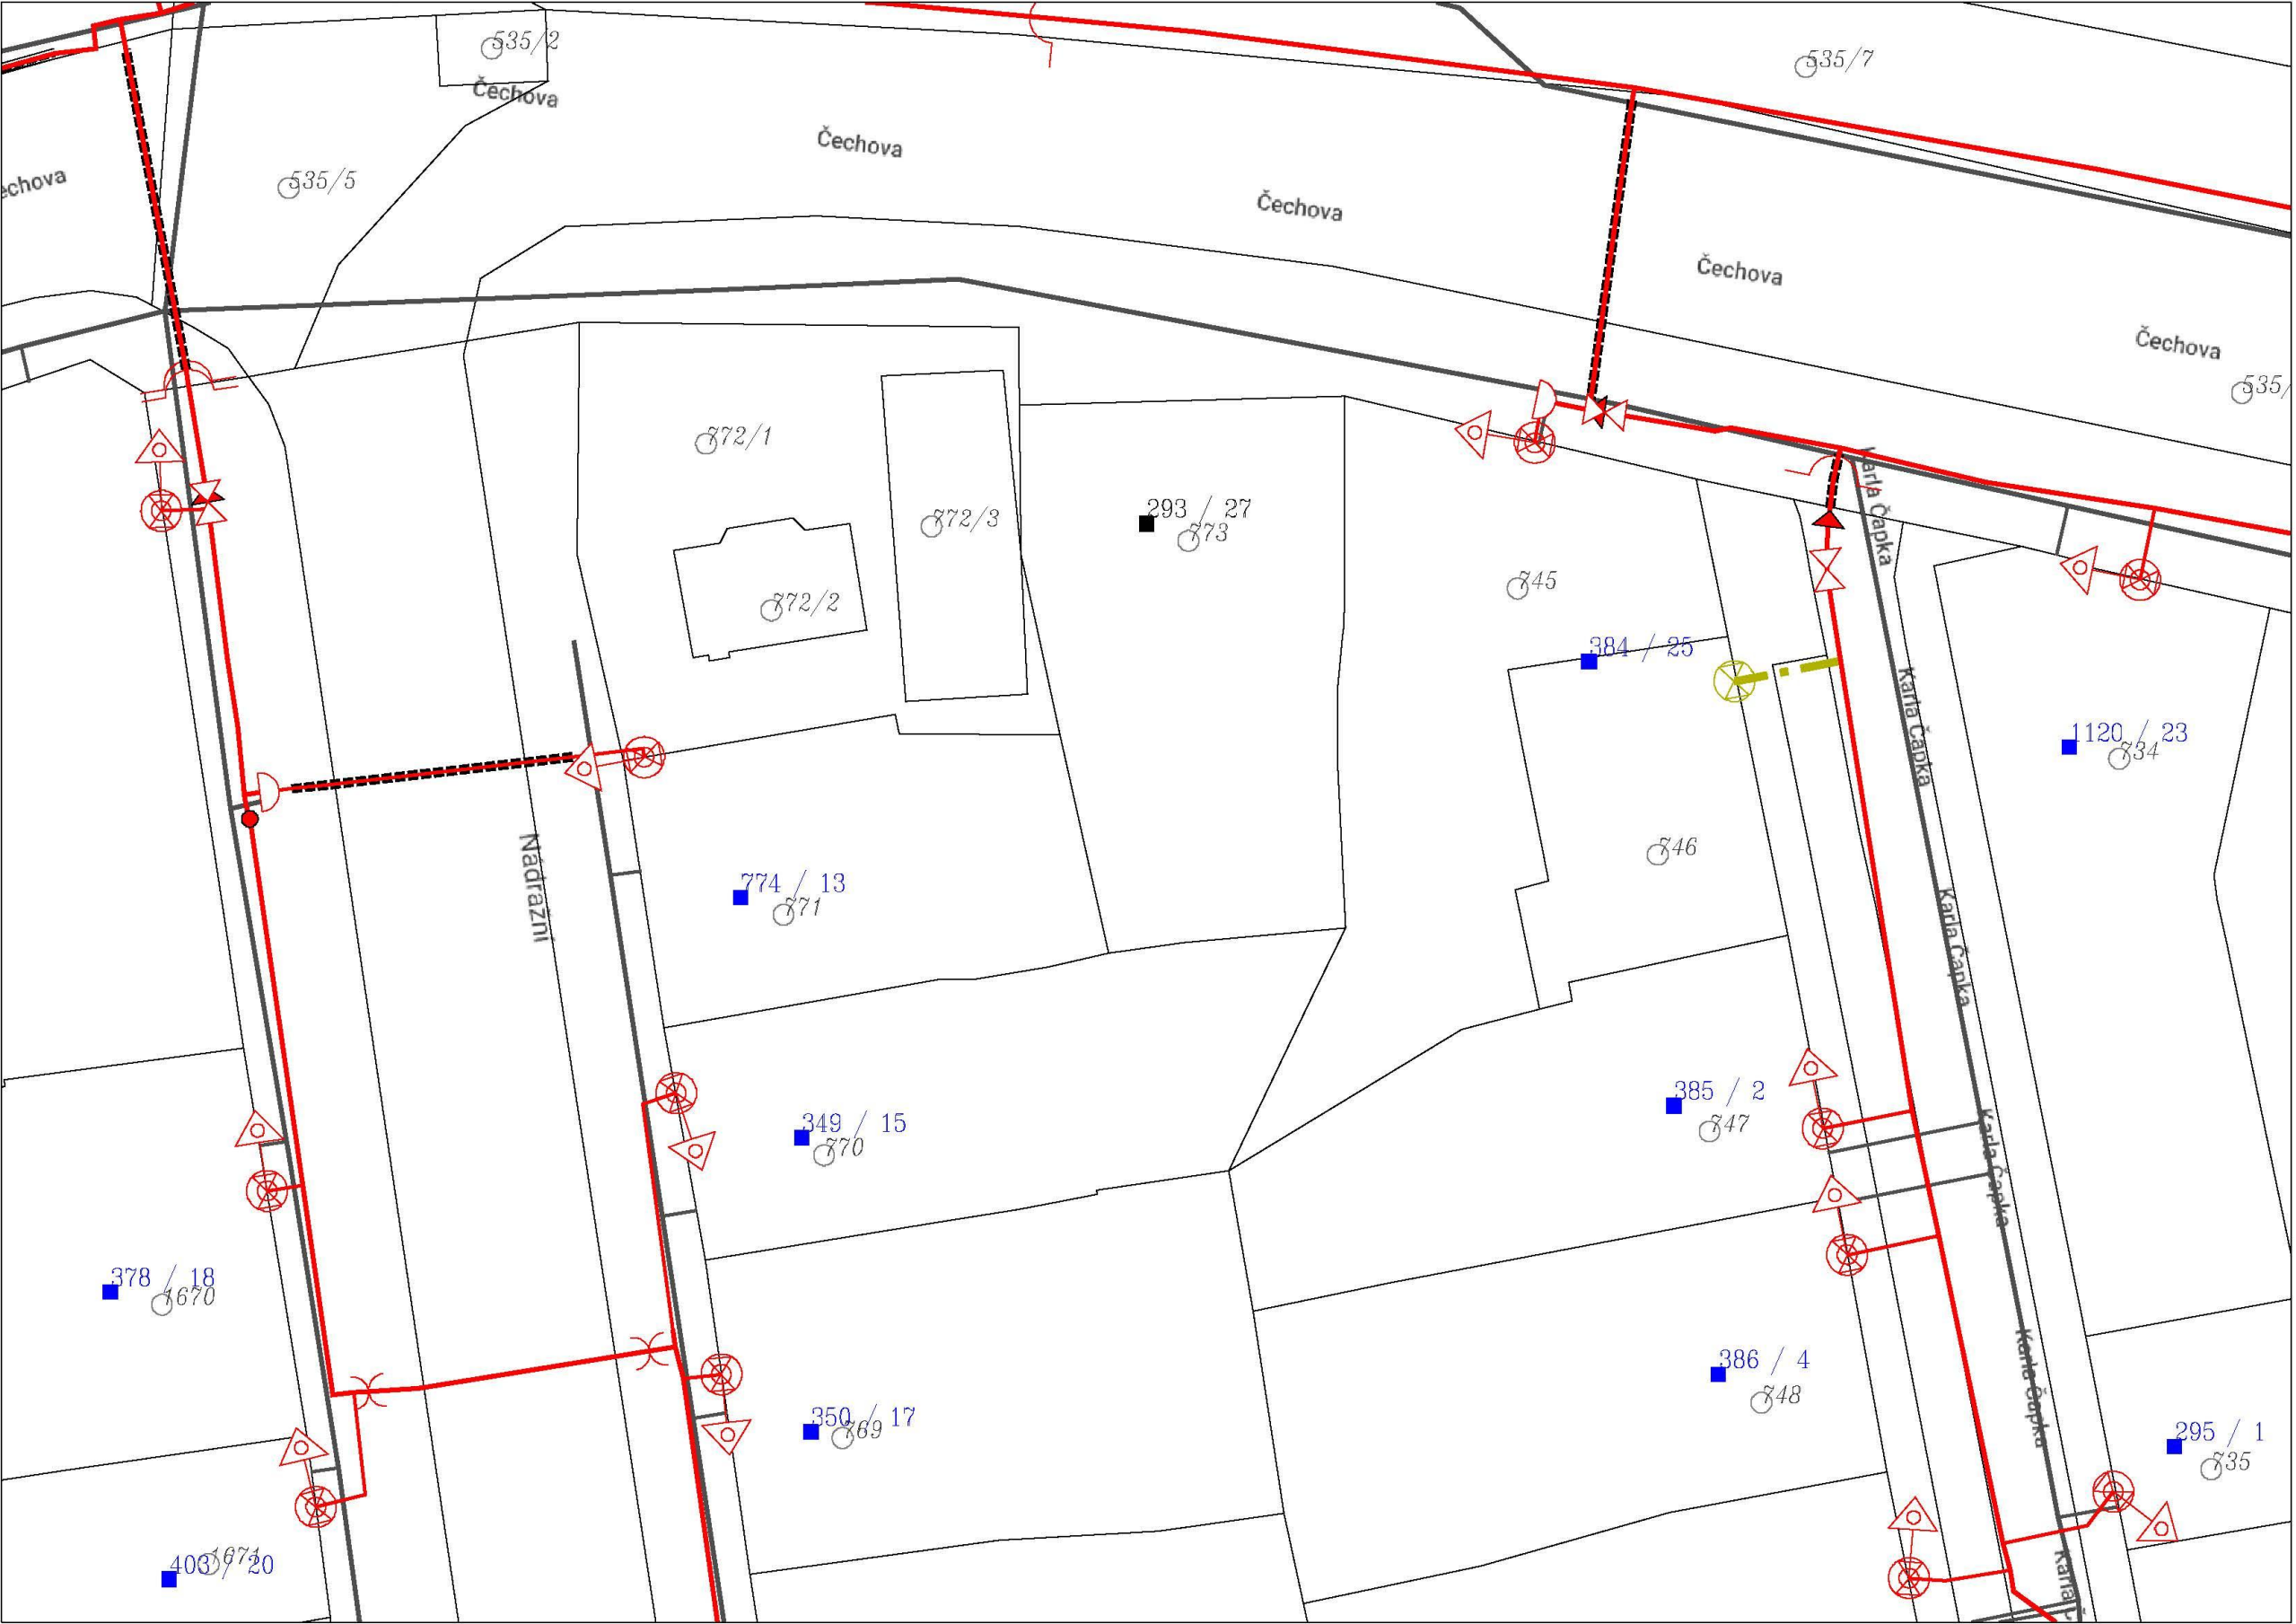 535/2
Čechova
535/7
Čechova
echova
535/5
Čechova
Čechova
Čechova
535/
772/1
772/3
293 / 27
773
Karla Čapka
745
772/2
384 / 25
Karla Čapka
1120 / 23
734
Nádražní
746
774 / 13
771
Karla Čapka
349 / 15
770
385 / 2
747
Karla Čapka
378 / 18
1670
386 / 4
748
Karla Čapka
350 / 17
769
295 / 1
735
403 / 20
1671
Karla Č